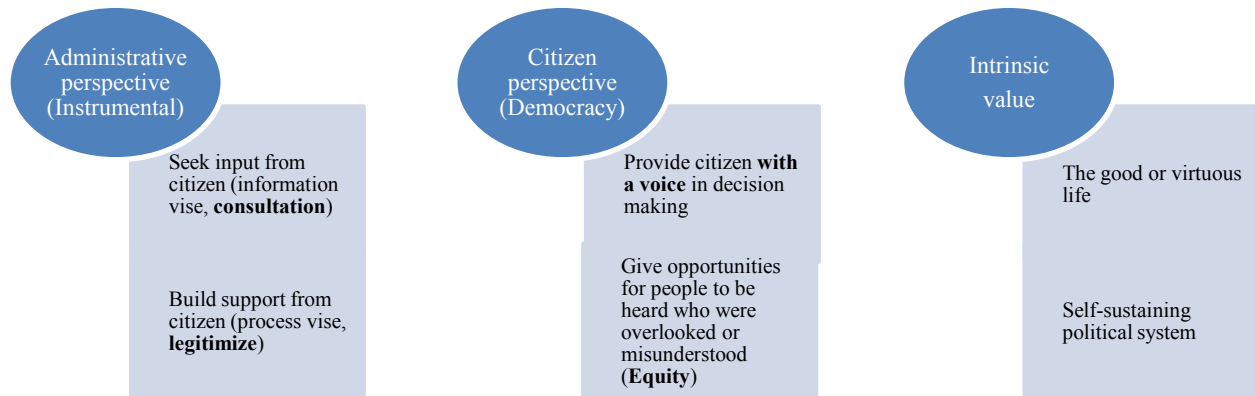 Administrative
perspective
(Instrumental)
Seek input from
citizen (information
vise, consultation)
Build support from
citizen (process vise,
legitimize)
Citizen
perspective
(Democracy)
Provide citizen with
a voice in decision
making
Give opportunities
for people to be
heard who were
overlooked or
misunderstood
(Equity)
Intrinsic
value
The good or virtuous
life
Self-sustaining
political system